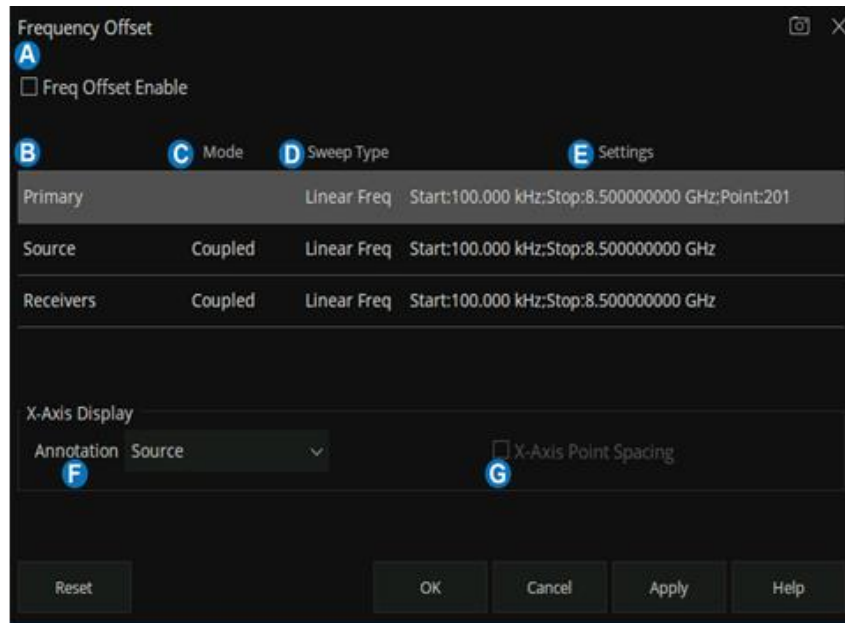 Frequency Offset
A
Freq Offset Enable
B C Mode D Sweep Type E Settings
Primary Linear Freq Start:100.000 kHz;Stop:8.500000000 GHz;Point:201
Source Coupled Linear Freq Start:100.000 kHz;Stop:8.500000000 GHz
Receivers Coupled Linear Freq Start:100.000 kHz;Stop:8.500000000 GHz
X-Axis Display
Annotation Source X-Axis Point Spacing
F G
Reset OK Cancel Apply Help